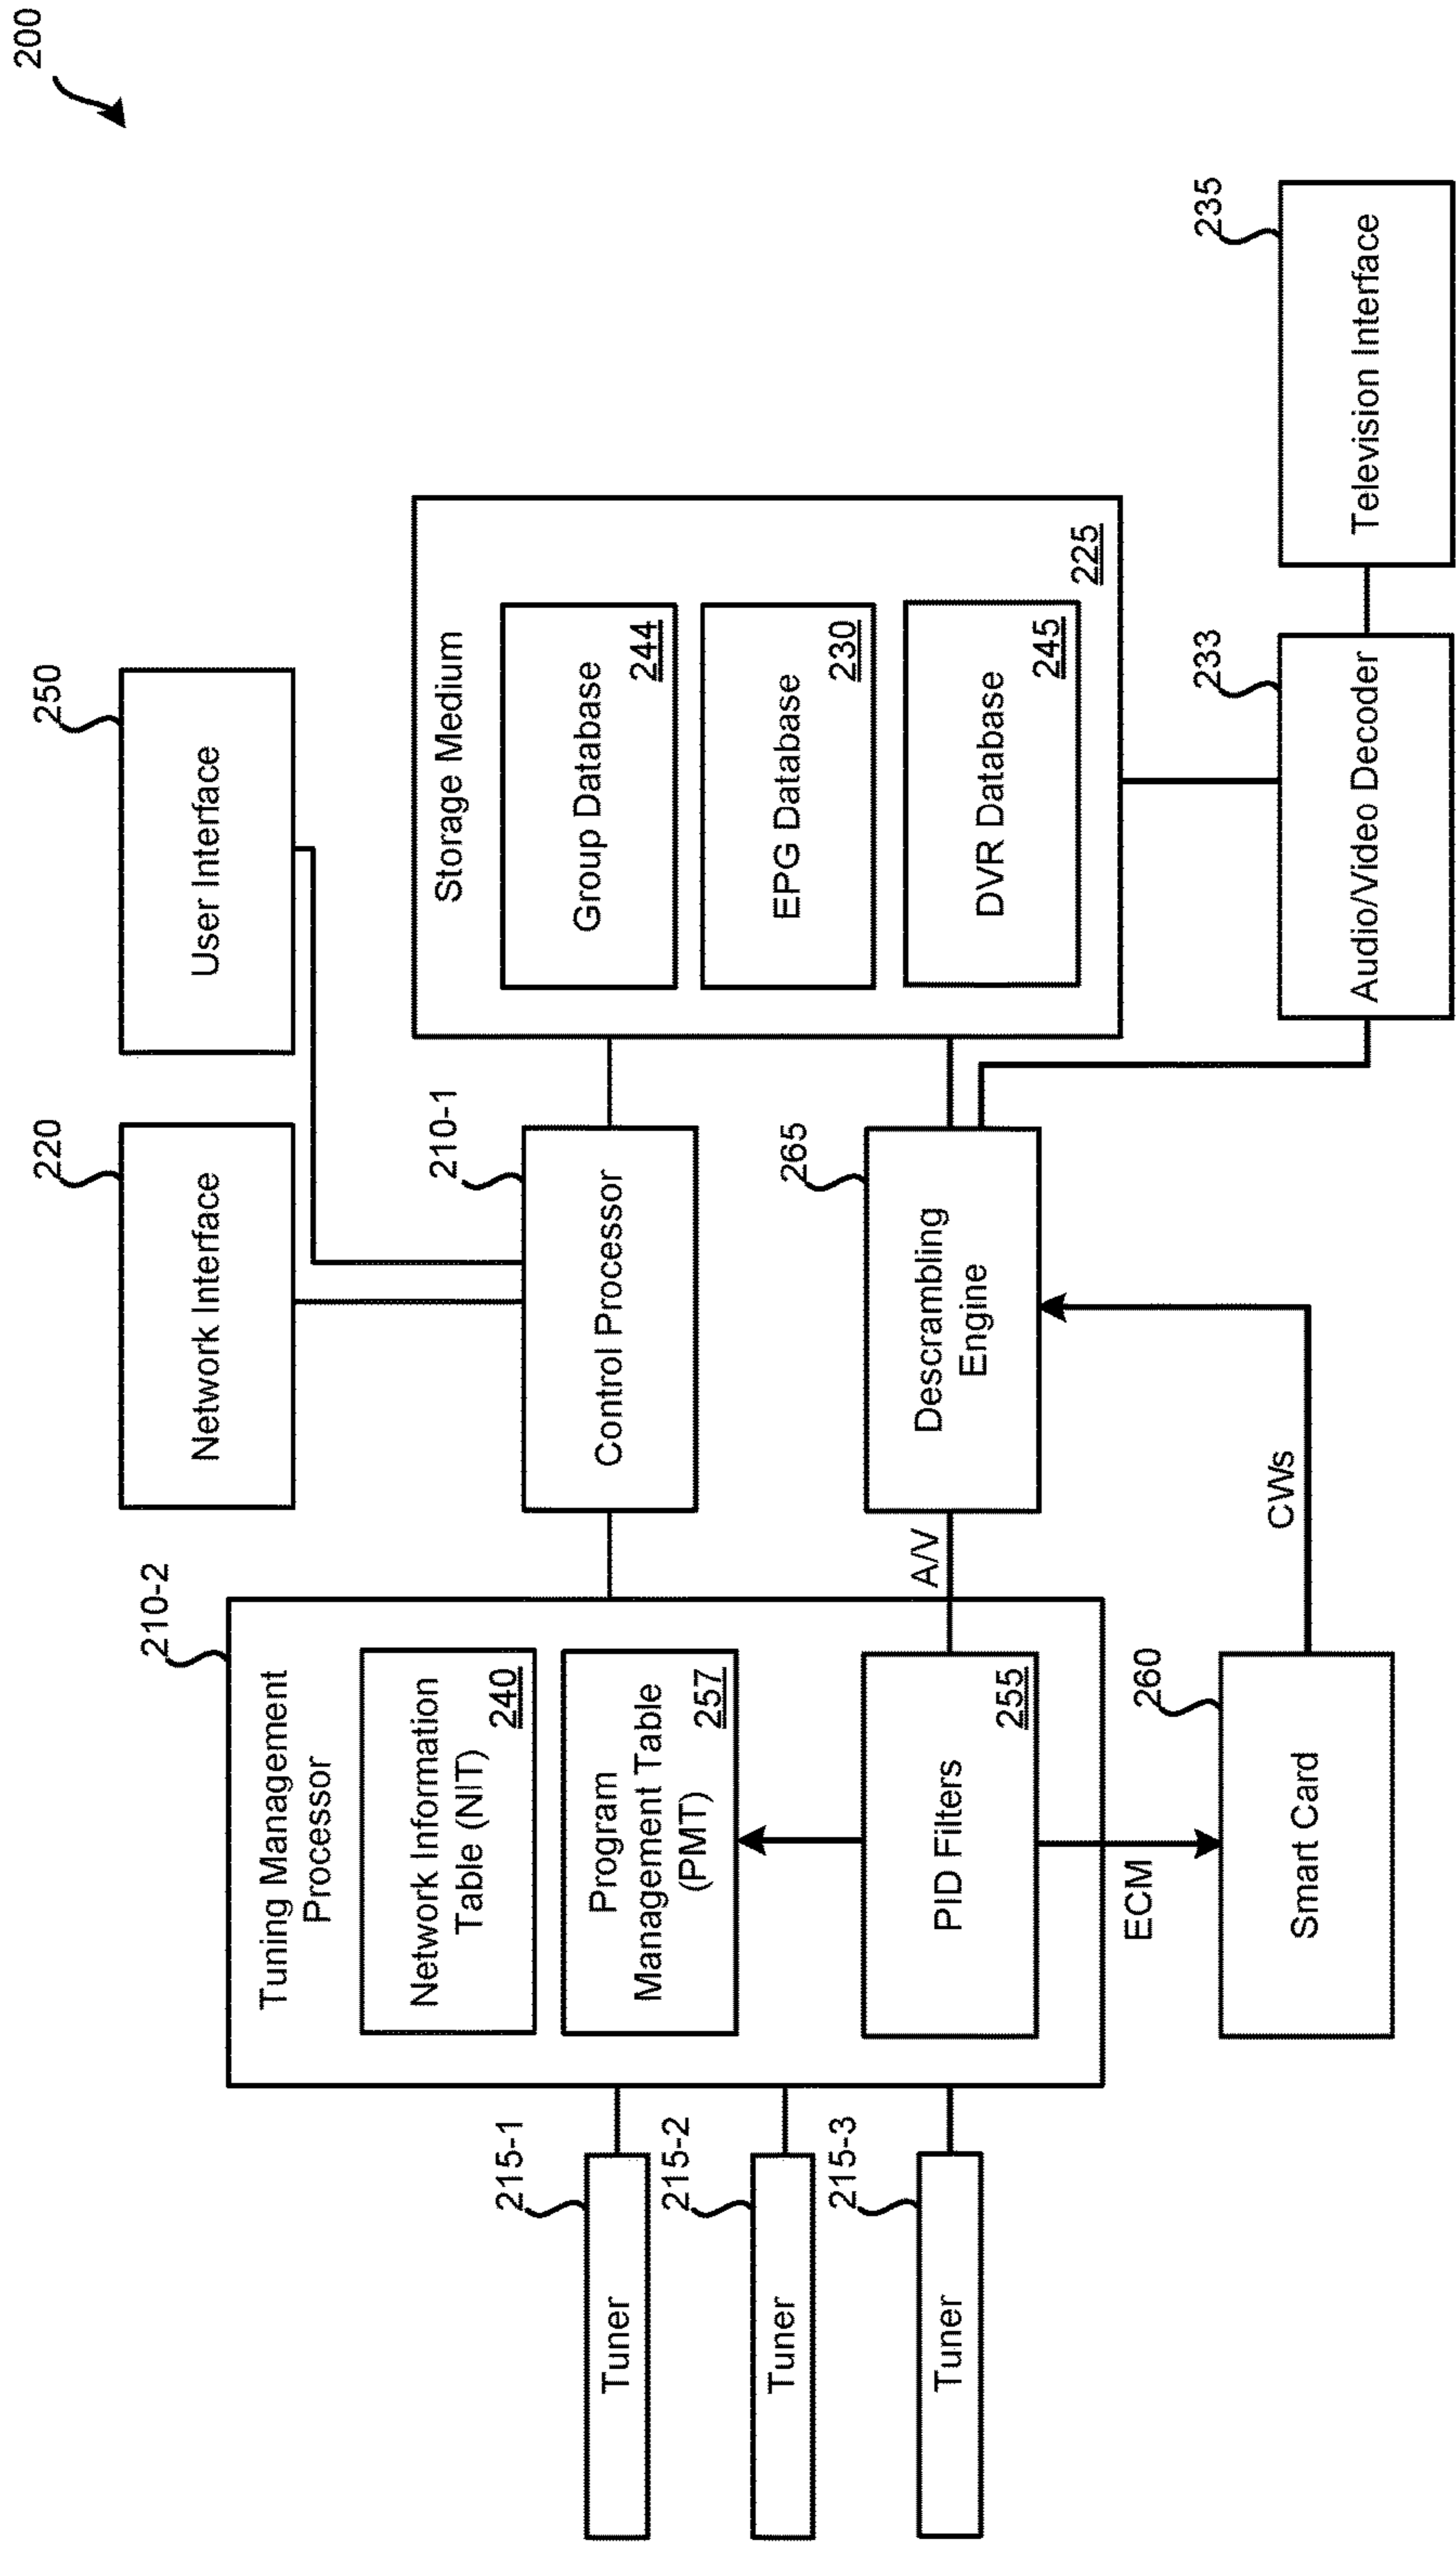 200
220
Network Interface
250
User Interface
210-2
Tuning Management
Processor
Network Information
Table (NIT)
240
Program
Management Table
(PMT)
257
PID Filters
255
215-1
Tuner
215-2
Tuner
215-3
Tuner
210-1
Control Processor
A/V
265
Descrambling
Engine
Storage Medium
Group Database
244
EPG Database
230
DVR Database
245
225
ECM
260
Smart Card
CWs
233
Audio/Video Decoder
235
Television Interface